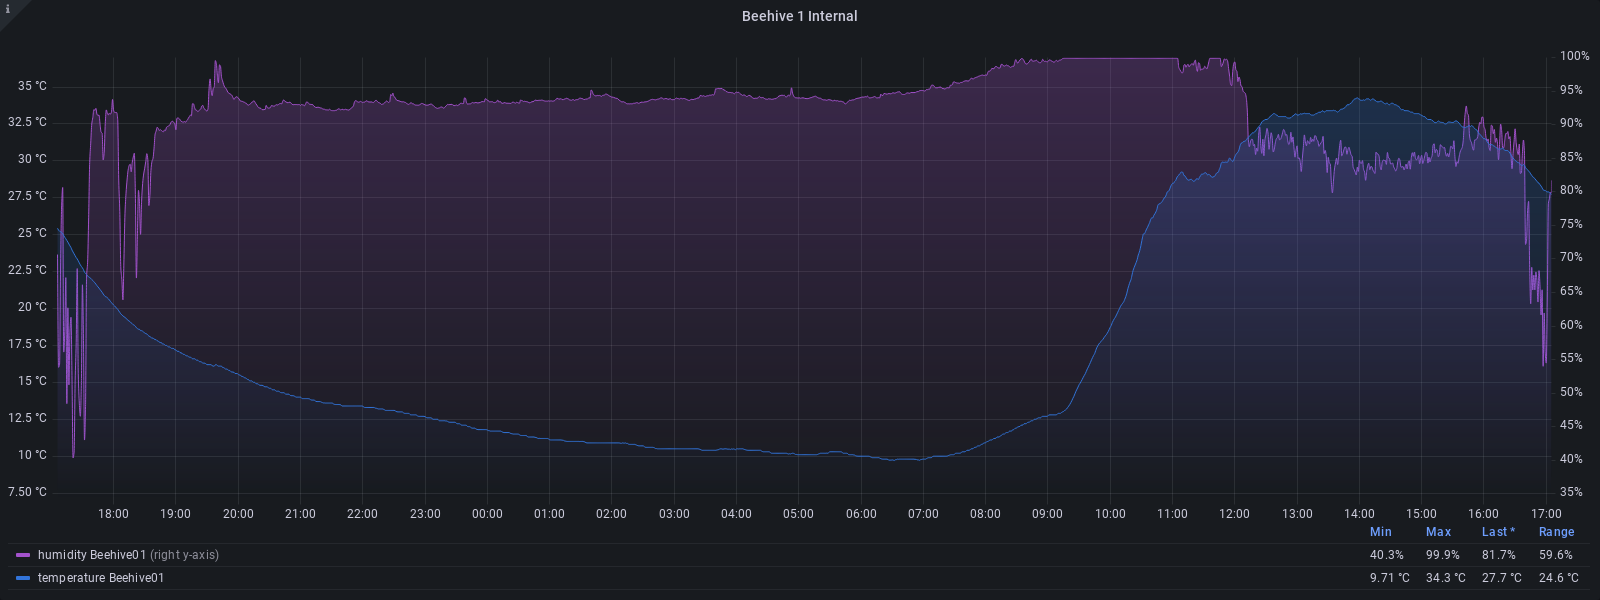 i
Beehive 1 Internal
35 °C
32.5 °C
30 °C
27.5 °C
25 °C
22.5 °C
20 °C
17.5 °C
15 °C
12.5 °C
10 °C
7.50 °C
100%
95%
90%
85%
80%
75%
70%
65%
60%
55%
50%
45%
40%
35%
18:00 19:00 20:00 21:00 22:00 23:00 00:00 01:00 02:00 03:00 04:00 05:00 06:00 07:00 08:00 09:00 10:00 11:00 12:00 13:00 14:00 15:00 16:00 17:00
Min Max Last * Range
humidity Beehive01 (right y-axis) 40.3% 99.9% 81.7% 59.6%
temperature Beehive01 9.71 °C 34.3 °C 27.7 °C 24.6 °C